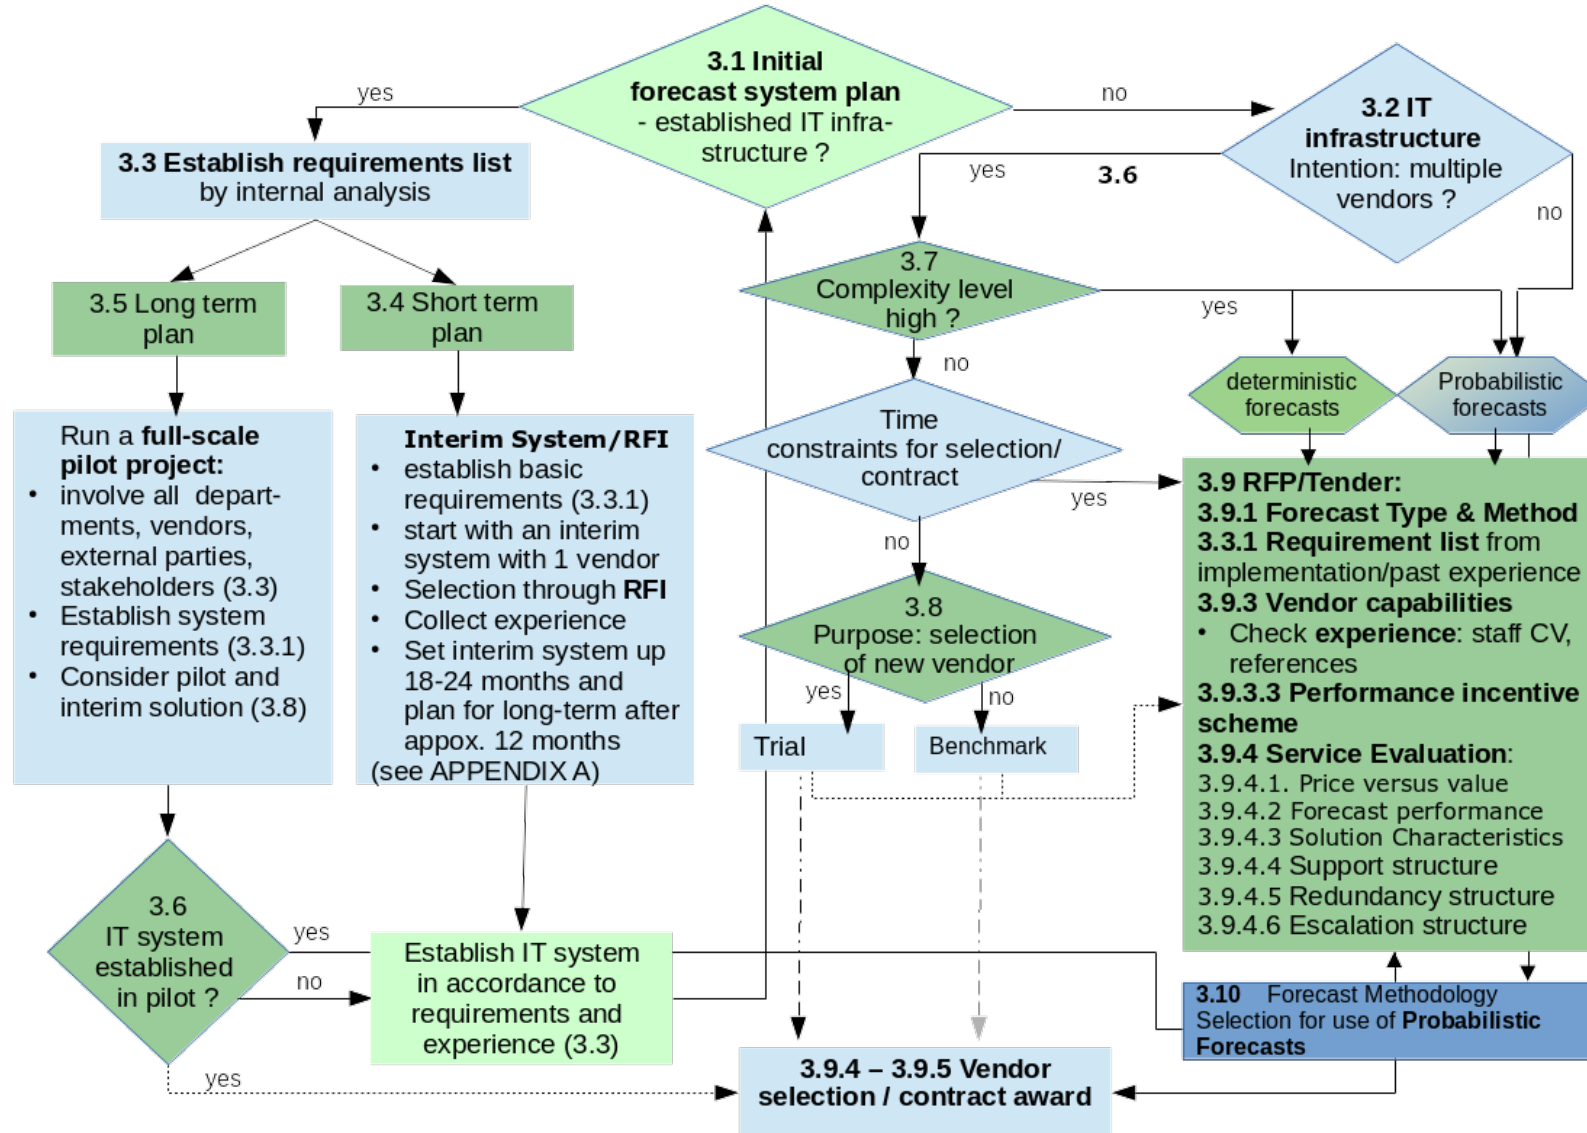 3.1 Initial
forecast system plan
- established IT infra-
structure ?
yes
no
3.2 IT
infrastructure
Intention: multiple
vendors ?
3.3 Establish requirements list
by internal analysis
yes
3.6
no
3.7
Complexity level
high ?
yes
no
3.5 Long term
plan
3.4 Short term
plan
deterministic
forecasts
Probabilistic
forecasts
Run a full-scale
pilot project:
• involve all depart-
ments, vendors,
external parties,
stakeholders (3.3)
• Establish system
requirements (3.3.1)
• Consider pilot and
interim solution (3.8)
Interim System/RFI
• establish basic
requirements (3.3.1)
• start with an interim
system with 1 vendor
• Selection through RFI
• Collect experience
• Set interim system up
18-24 months and
plan for long-term after
appox. 12 months
(see APPENDIX A)
Time
constraints for selection/
contract
yes
no
3.8
Purpose: selection
of new vendor
yes
no
Trial
Benchmark
3.9 RFP/Tender:
3.9.1 Forecast Type & Method
3.3.1 Requirement list from
implementation/past experience
3.9.3 Vendor capabilities
• Check experience: staff CV,
references
3.9.3.3 Performance incentive
scheme
3.9.4 Service Evaluation:
3.9.4.1. Price versus value
3.9.4.2 Forecast performance
3.9.4.3 Solution Characteristics
3.9.4.4 Support structure
3.9.4.5 Redundancy structure
3.9.4.6 Escalation structure
3.6
IT system
established
in pilot ?
yes
no
yes
Establish IT system
in accordance to
requirements and
experience (3.3)
3.10 Forecast Methodology
Selection for use of Probabilistic
Forecasts
3.9.4 – 3.9.5 Vendor
selection / contract award